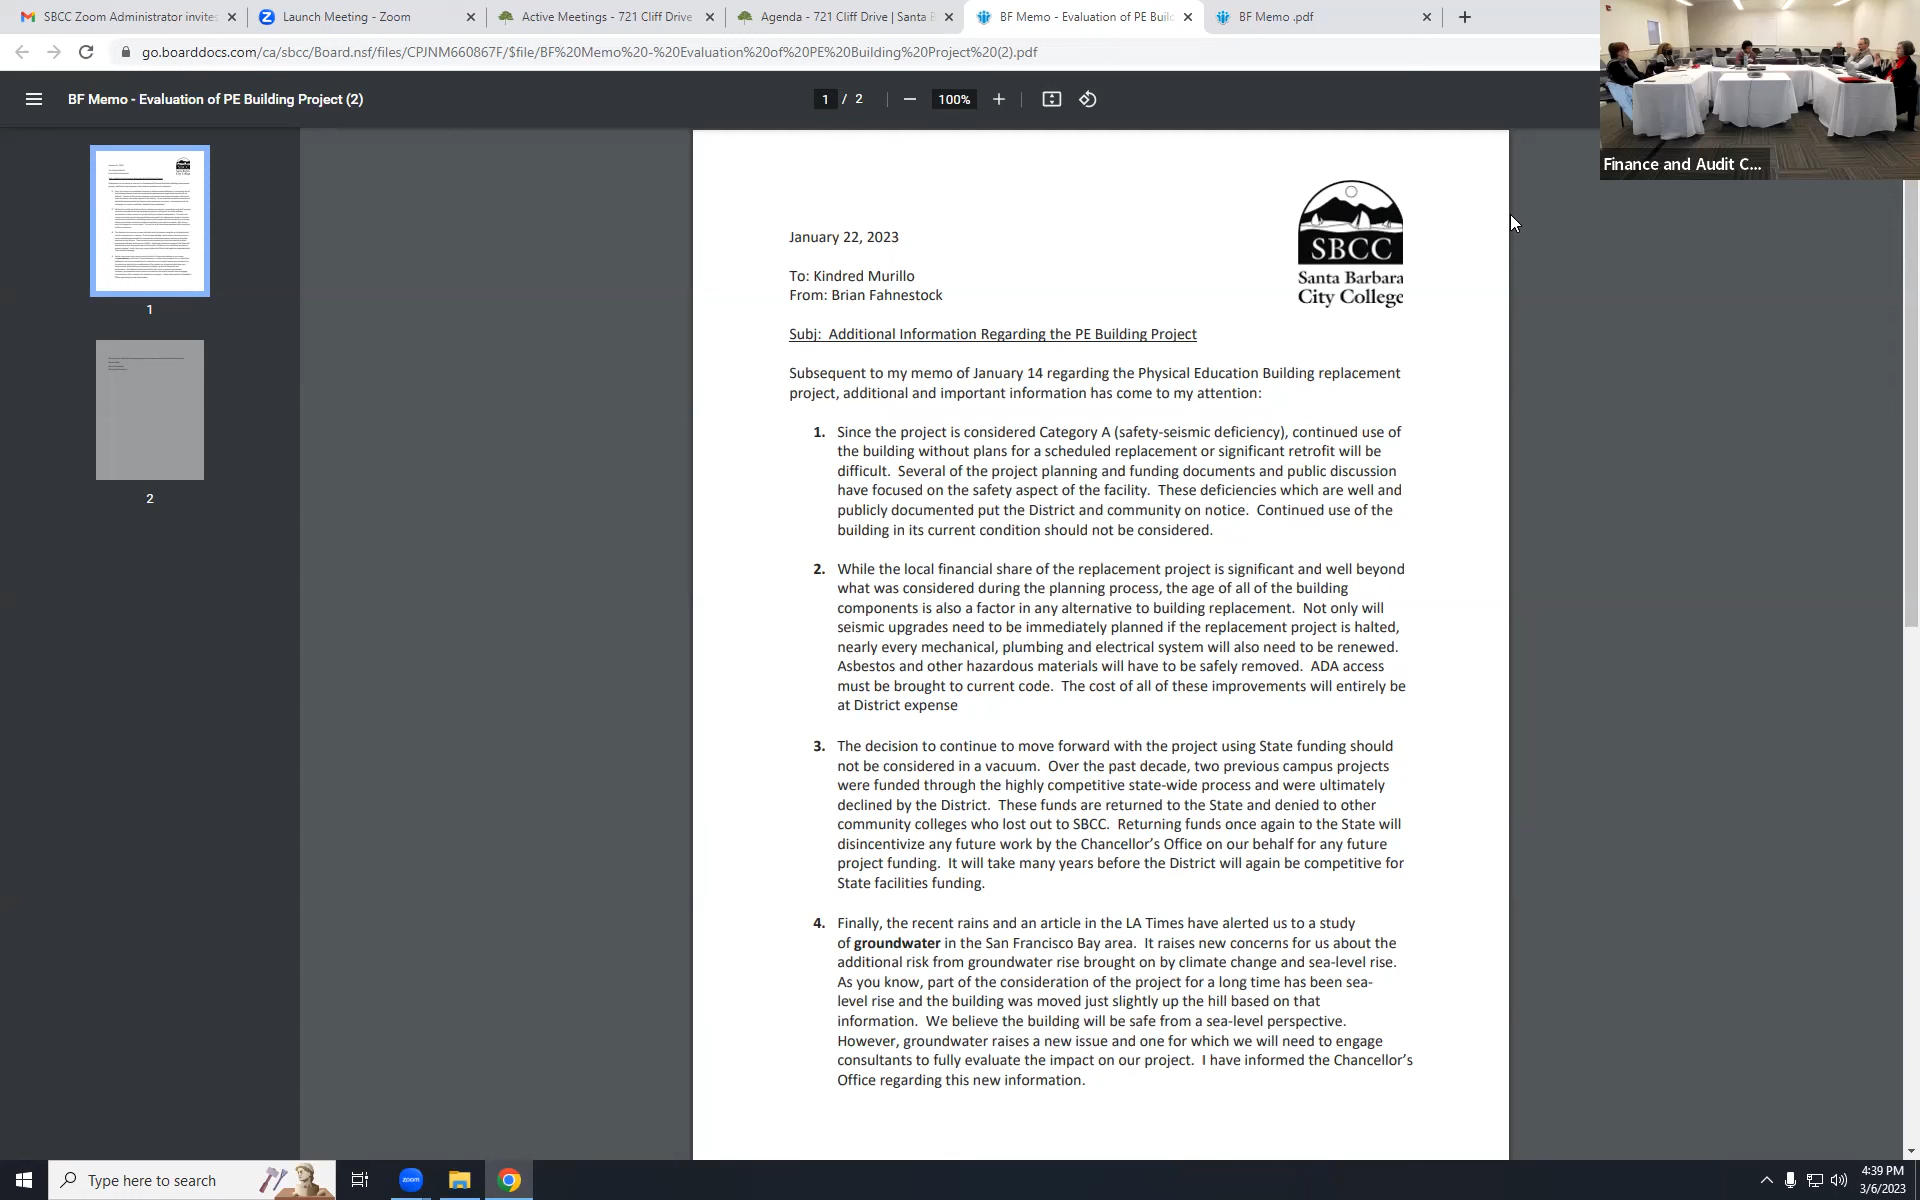 SBCC Zoom Administrator invites
Launch Meeting - Zoom
Active Meetings - 721 Cliff Drive
Agenda - 721 Cliff Drive | Santa B
BF Memo - Evaluation of PE Build
BF Memo .pdf
go.boarddocs.com/ca/sbcc/Board.nsf/files/CPJNM660867F/$file/BF%20Memo%20-%20Evaluation%20of%20PE%20Building%20Project%20(2).pdf
BF Memo - Evaluation of PE Building Project (2)
1 / 2
100%
Finance and Audit C...
1
2
SBCC
Santa Barbara
City College
January 22, 2023
To: Kindred Murillo
From: Brian Fahnestock
Subj: Additional Information Regarding the PE Building Project
Subsequent to my memo of January 14 regarding the Physical Education Building replacement
project, additional and important information has come to my attention:
1. Since the project is considered Category A (safety-seismic deficiency), continued use of
the building without plans for a scheduled replacement or significant retrofit will be
difficult. Several of the project planning and funding documents and public discussion
have focused on the safety aspect of the facility. These deficiencies which are well and
publicly documented put the District and community on notice. Continued use of the
building in its current condition should not be considered.
2. While the local financial share of the replacement project is significant and well beyond
what was considered during the planning process, the age of all of the building
components is also a factor in any alternative to building replacement. Not only will
seismic upgrades need to be immediately planned if the replacement project is halted,
nearly every mechanical, plumbing and electrical system will also need to be renewed.
Asbestos and other hazardous materials will have to be safely removed. ADA access
must be brought to current code. The cost of all of these improvements will entirely be
at District expense
3. The decision to continue to move forward with the project using State funding should
not be considered in a vacuum. Over the past decade, two previous campus projects
were funded through the highly competitive state-wide process and were ultimately
declined by the District. These funds are returned to the State and denied to other
community colleges who lost out to SBCC. Returning funds once again to the State will
disincentivize any future work by the Chancellor's Office on our behalf for any future
project funding. It will take many years before the District will again be competitive for
State facilities funding.
4. Finally, the recent rains and an article in the LA Times have alerted us to a study
of groundwater in the San Francisco Bay area. It raises new concerns for us about the
additional risk from groundwater rise brought on by climate change and sea-level rise.
As you know, part of the consideration of the project for a long time has been sea-
level rise and the building was moved just slightly up the hill based on that
information. We believe the building will be safe from a sea-level perspective.
However, groundwater raises a new issue and one for which we will need to engage
consultants to fully evaluate the impact on our project. I have informed the Chancellor's
Office regarding this new information.
Type here to search
zoom
4:39 PM
3/6/2023